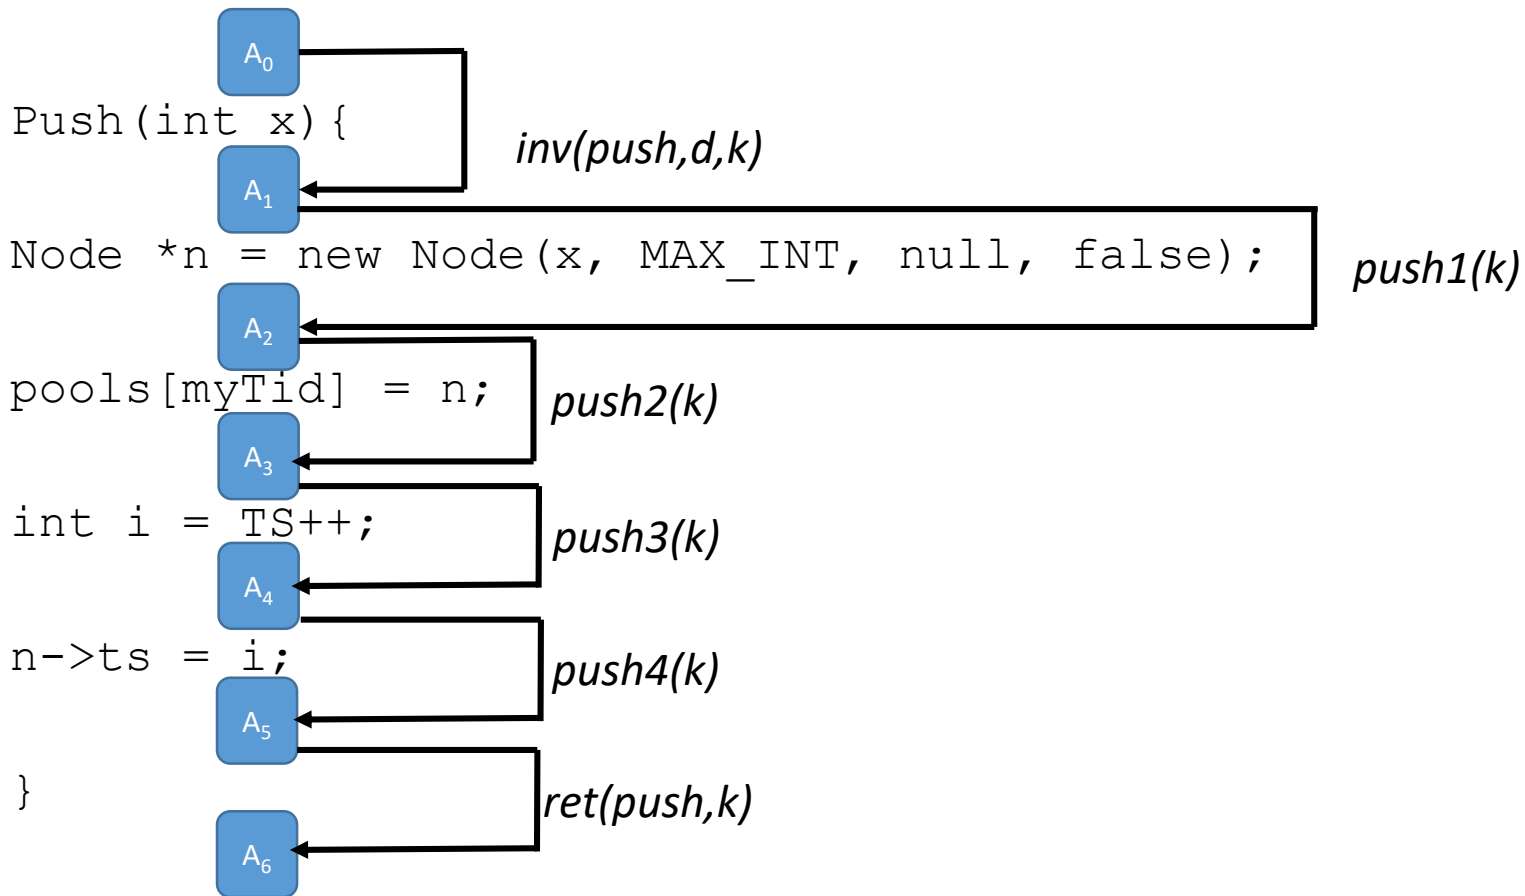 A₀
Push(int x){
inv(push,d,k)
A₁
Node *n = new Node(x, MAX_INT, null, false);
push1(k)
A₂
pools[myTid] = n;
push2(k)
A₃
int i = TS++;
push3(k)
A₄
n->ts = i;
push4(k)
A₅
}
ret(push,k)
A₆